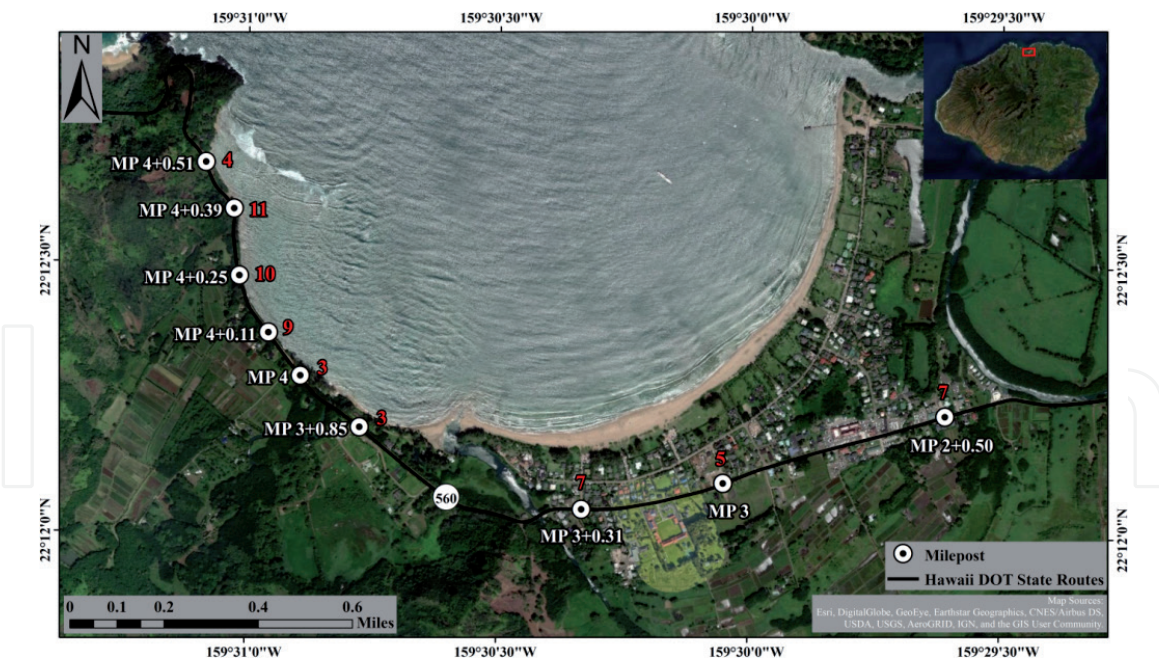 159°31'0"W
159°30'30"W
159°30'0"W
159°29'30"W
N
MP 4+0.51
4
MP 4+0.39
11
22°12'30"N
22°12'30"N
MP 4+0.25
10
MP 4+0.11
9
MP 4
3
MP 3+0.85
3
7
MP 2+0.50
5
MP 3
7
MP 3+0.31
560
22°12'0"N
22°12'0"N
Milepost
Hawaii DOT State Routes
0 0.1 0.2 0.4 0.6
Miles
Map Sources:
Esri, DigitalGlobe, GeoEye, Earthstar Geographics, CNES/Airbus DS,
USDA, USGS, AeroGRID, IGN, and the GIS User Community.
159°31'0"W
159°30'30"W
159°30'0"W
159°29'30"W